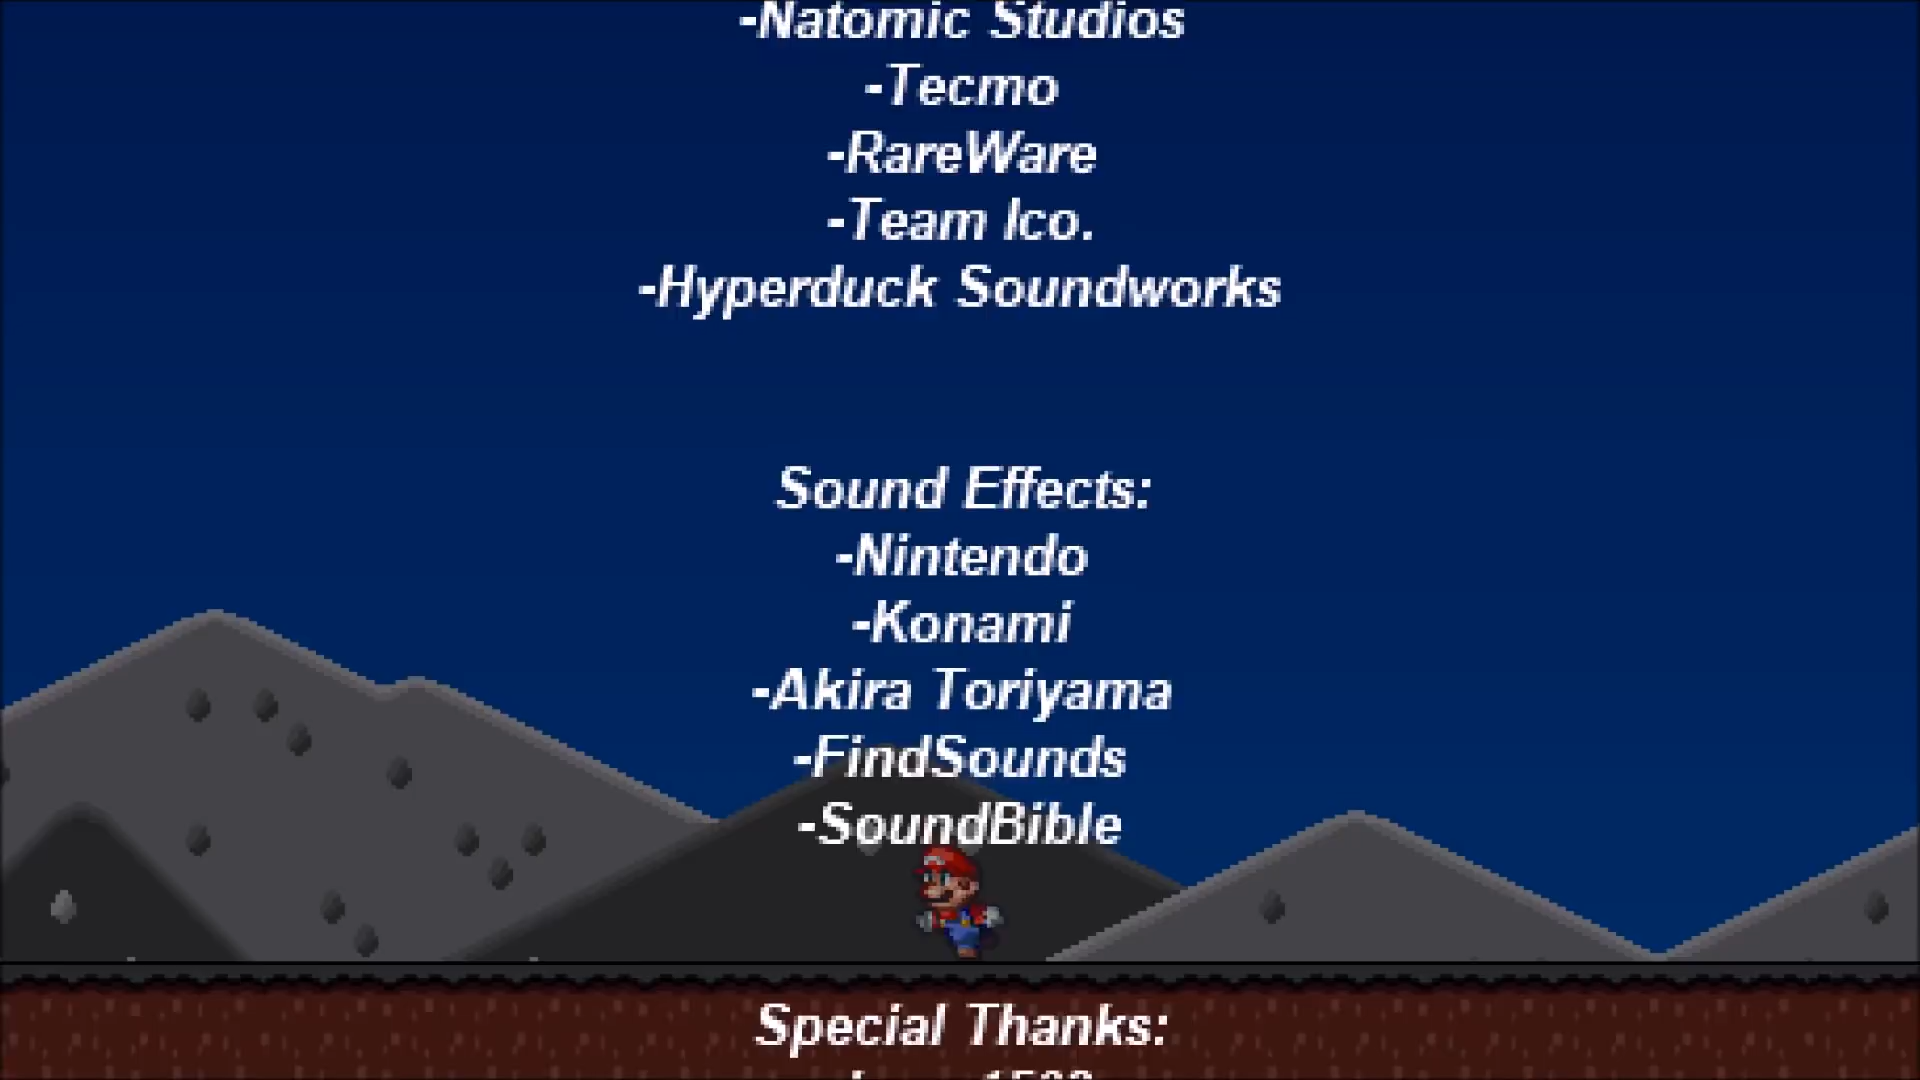 -Natomic Studios
-Tecmo
-RareWare
-Team Ico.
-Hyperduck Soundworks
Sound Effects:
-Nintendo
-Konami
-Akira Toriyama
-FindSounds
-SoundBible
Special Thanks: